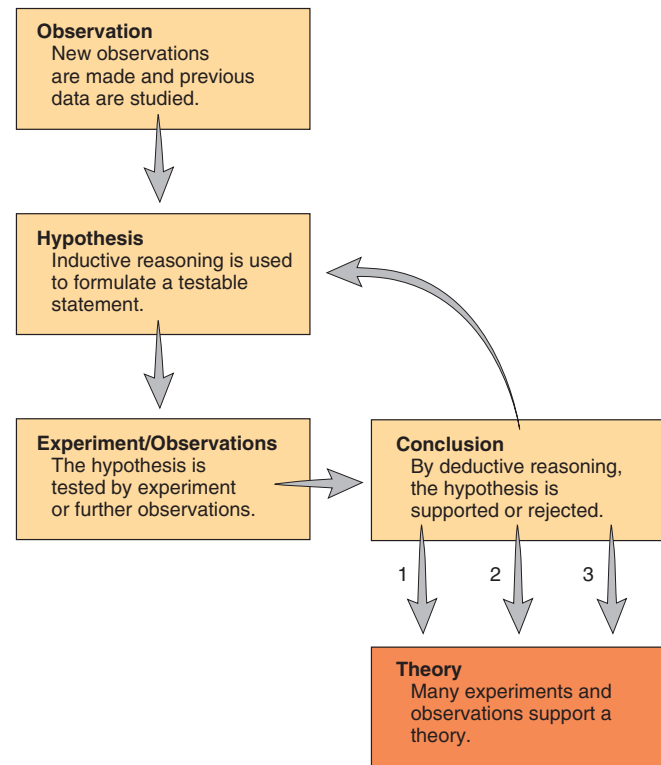 Observation
New observations
are made and previous
data are studied.
Hypothesis
Inductive reasoning is used
to formulate a testable
statement.
Experiment/Observations
The hypothesis is
tested by experiment
or further observations.
Conclusion
By deductive reasoning,
the hypothesis is
supported or rejected.
1 2 3
Theory
Many experiments and
observations support a
theory.